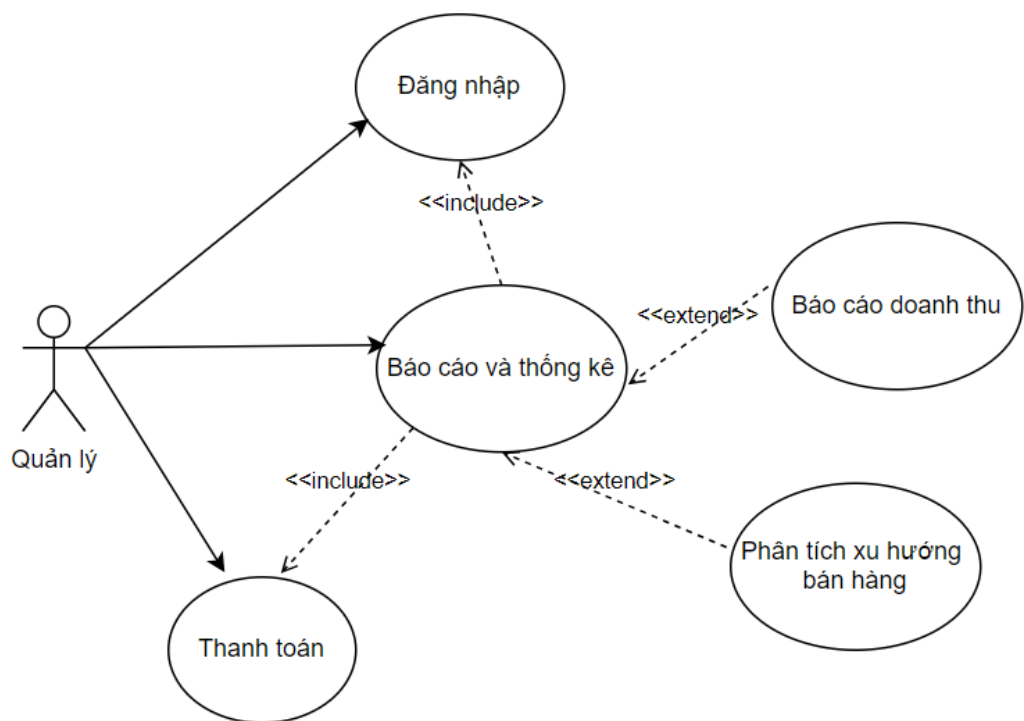 Đăng nhập
<<include>>
Báo cáo doanh thu
<<extend>>
Báo cáo và thống kê
Quản lý
<<include>>
<<extend>>
Phân tích xu hướng
bán hàng
Thanh toán